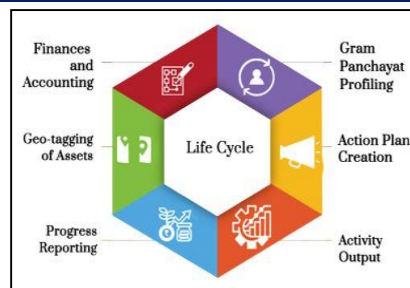 Finances
and
Accounting
Gram
Panchayat
Profiling
Geo-tagging
of Assets
Life Cycle
Action Plan
Creation
Progress
Reporting
Activity
Output